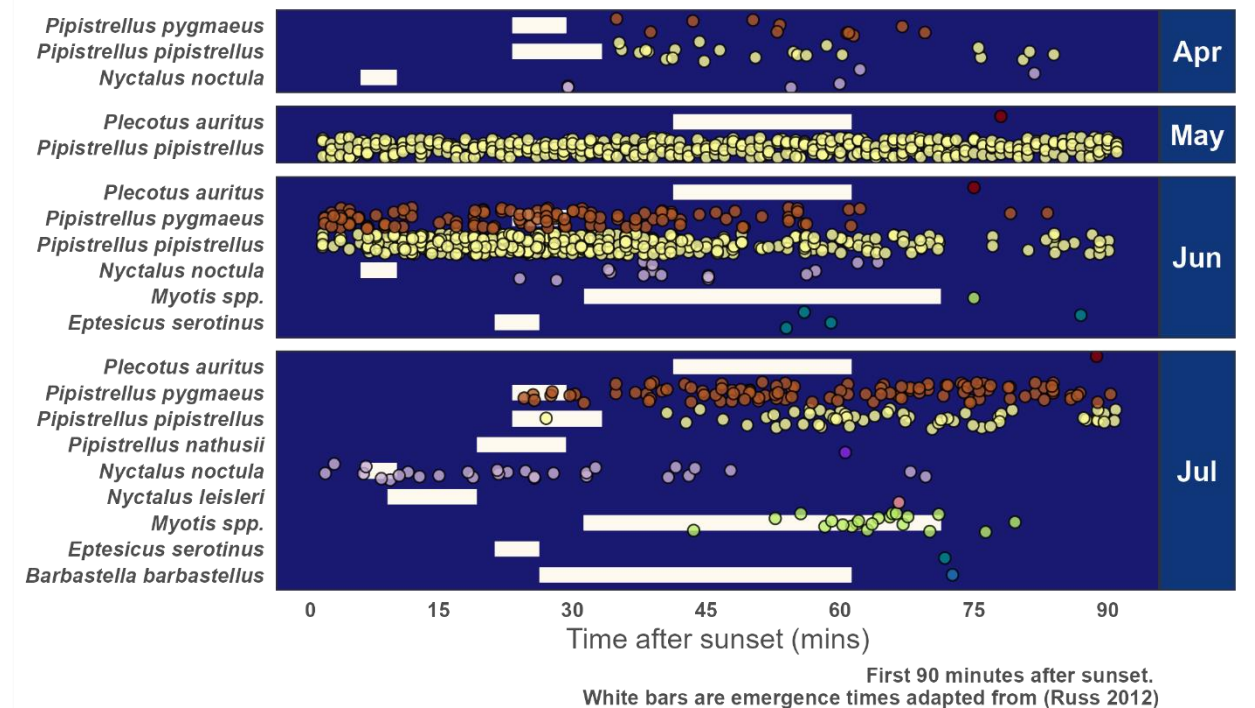 Pipistrellus pygmaeus
Pipistrellus pipistrellus
Nyctalus noctula
Apr
Plecotus auritus
Pipistrellus pipistrellus
May
Plecotus auritus
Pipistrellus pygmaeus
Pipistrellus pipistrellus
Nyctalus noctula
Myotis spp.
Eptesicus serotinus
Jun
Plecotus auritus
Pipistrellus pygmaeus
Pipistrellus pipistrellus
Pipistrellus nathusii
Nyctalus noctula
Nyctalus leisleri
Myotis spp.
Eptesicus serotinus
Barbastella barbastellus
Jul
0 15 30 45 60 75 90
Time after sunset (mins)
First 90 minutes after sunset.
White bars are emergence times adapted from (Russ 2012)